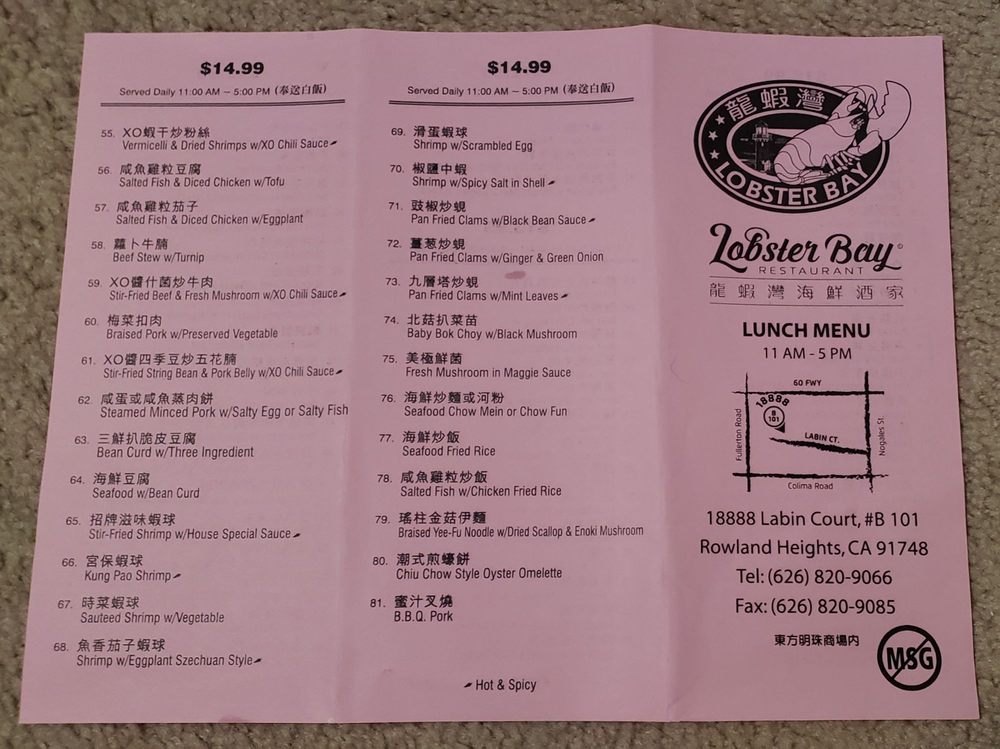 $14.99
Served Daily 11:00 AM – 5:00 PM (奉送白飯)
55. XO蝦干炒粉絲
Vermicelli & Dried Shrimps w/XO Chili Sauce
56. 咸魚雞粒豆腐
Salted Fish & Diced Chicken w/Tofu
57. 咸魚雞粒茄子
Salted Fish & Diced Chicken w/Eggplant
58. 蘿卜牛腩
Beef Stew w/Turnip
59. XO醬什菌炒牛肉
Stir-Fried Beef & Fresh Mushroom w/XO Chili Sauce
60. 梅菜扣肉
Braised Pork w/Preserved Vegetable
61. XO醬四季豆炒五花腩
Stir-Fried String Bean & Pork Belly w/XO Chili Sauce
62. 咸蛋或咸魚蒸肉餅
Steamed Minced Pork w/Salty Egg or Salty Fish
63. 三鮮扒脆皮豆腐
Bean Curd w/Three Ingredient
64. 海鮮豆腐
Seafood w/Bean Curd
65. 招牌滋味蝦球
Stir-Fried Shrimp w/House Special Sauce
66. 宮保蝦球
Kung Pao Shrimp
67. 時菜蝦球
Sauteed Shrimp w/Vegetable
68. 魚香茄子蝦球
Shrimp w/Eggplant Szechuan Style
$14.99
Served Daily 11:00 AM – 5:00 PM (奉送白飯)
69. 滑蛋蝦球
Shrimp w/Scrambled Egg
70. 椒鹽中蝦
Shrimp w/Spicy Salt in Shell
71. 豉椒炒蜆
Pan Fried Clams w/Black Bean Sauce
72. 薑葱炒蜆
Pan Fried Clams w/Ginger & Green Onion
73. 九層塔炒蜆
Pan Fried Clams w/Mint Leaves
74. 北菇扒菜苗
Baby Bok Choy w/Black Mushroom
75. 美極鮮菌
Fresh Mushroom in Maggie Sauce
76. 海鮮炒麵或河粉
Seafood Chow Mein or Chow Fun
77. 海鮮炒飯
Seafood Fried Rice
78. 咸魚雞粒炒飯
Salted Fish w/Chicken Fried Rice
79. 瑤柱金菇伊麵
Braised Yee-Fu Noodle w/Dried Scallop & Enoki Mushroom
80. 潮式煎蠔餅
Chiu Chow Style Oyster Omelette
81. 蜜汁叉燒
B.B.Q. Pork
Hot & Spicy
龍蝦灣
LOBSTER BAY
Lobster Bay©
RESTAURANT
龍蝦灣海鮮酒家
LUNCH MENU
11 AM - 5 PM
60 FWY
18888
B
101
LABIN CT.
Fullerton Road
Nogales St.
Colima Road
18888 Labin Court, #B 101
Rowland Heights, CA 91748
Tel: (626) 820-9066
Fax: (626) 820-9085
東方明珠商場內
MSG